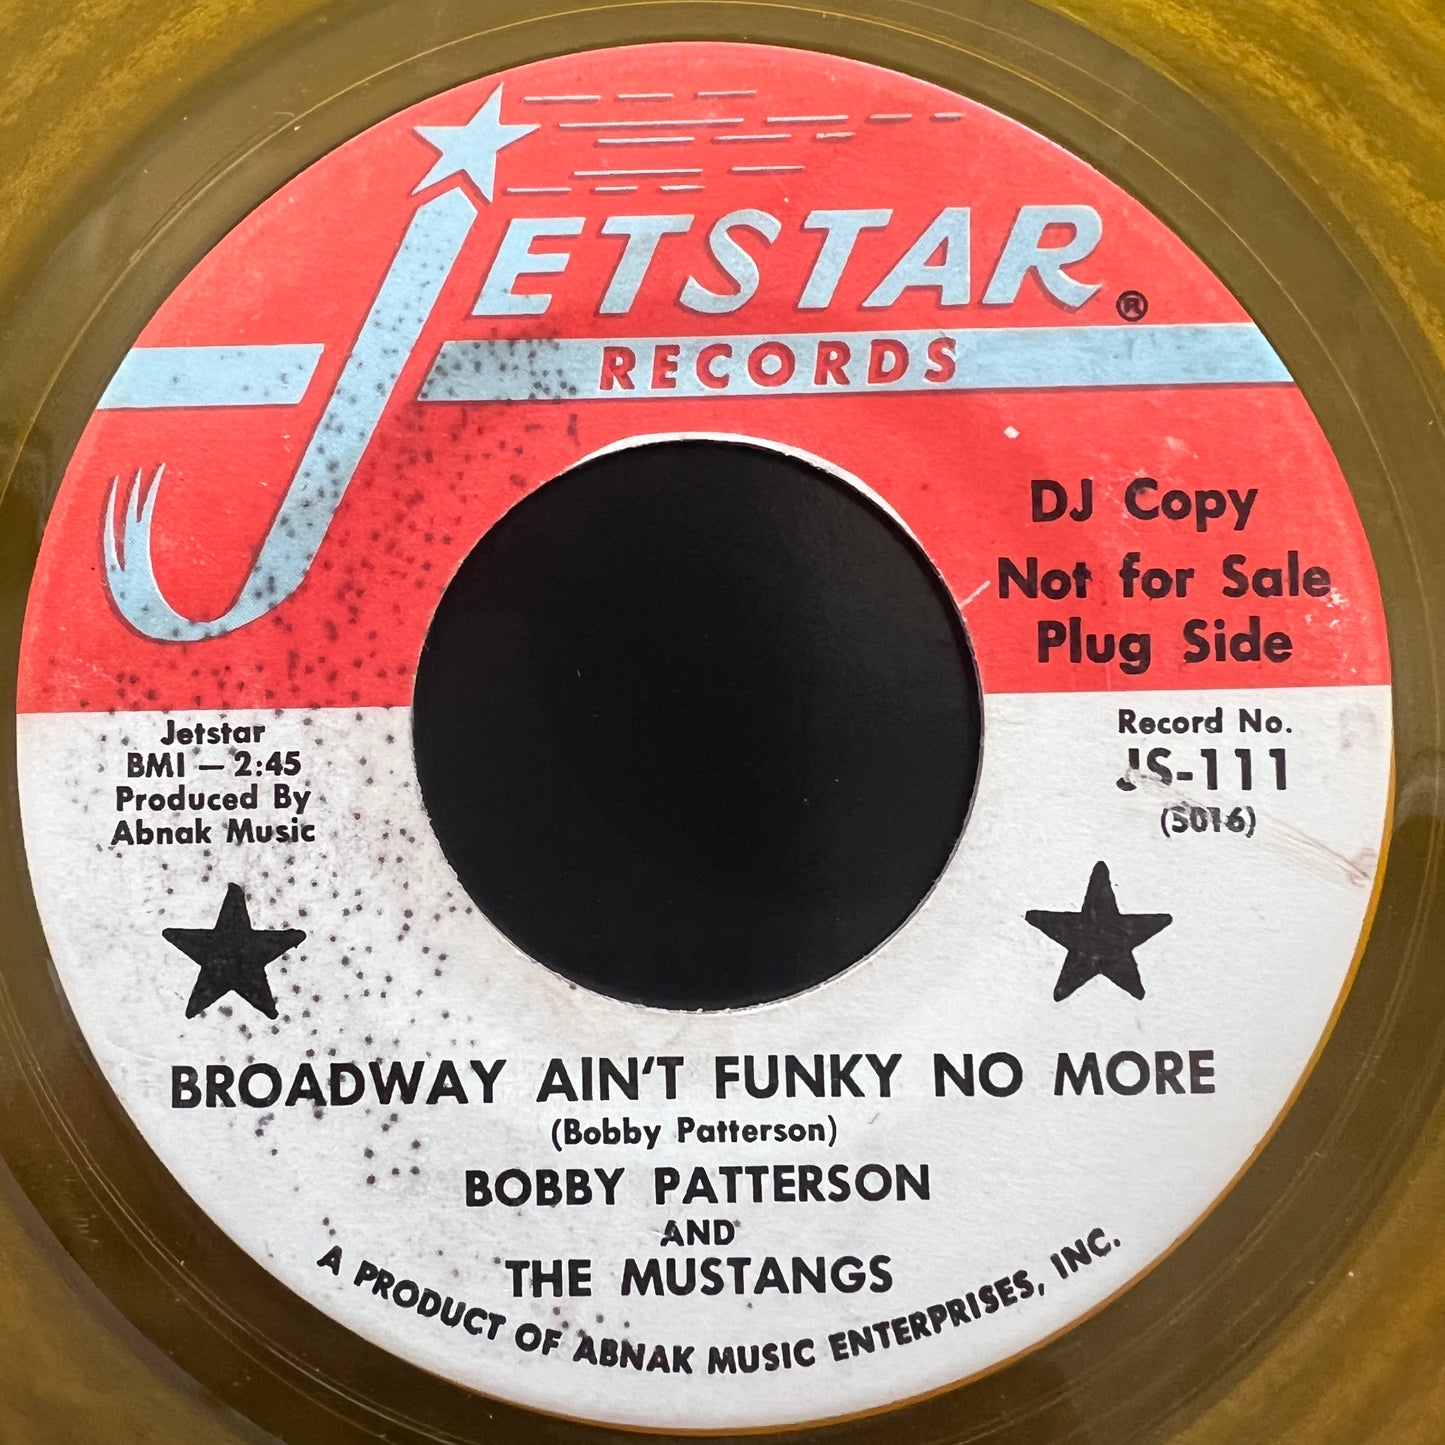 JETSTAR®
RECORDS
DJ Copy
Not for Sale
Plug Side
Jetstar
BMI — 2:45
Produced By
Abnak Music
Record No.
JS-111
(5016)
BROADWAY AIN'T FUNKY NO MORE
(Bobby Patterson)
BOBBY PATTERSON
AND
THE MUSTANGS
A PRODUCT OF ABNAK MUSIC ENTERPRISES, INC.